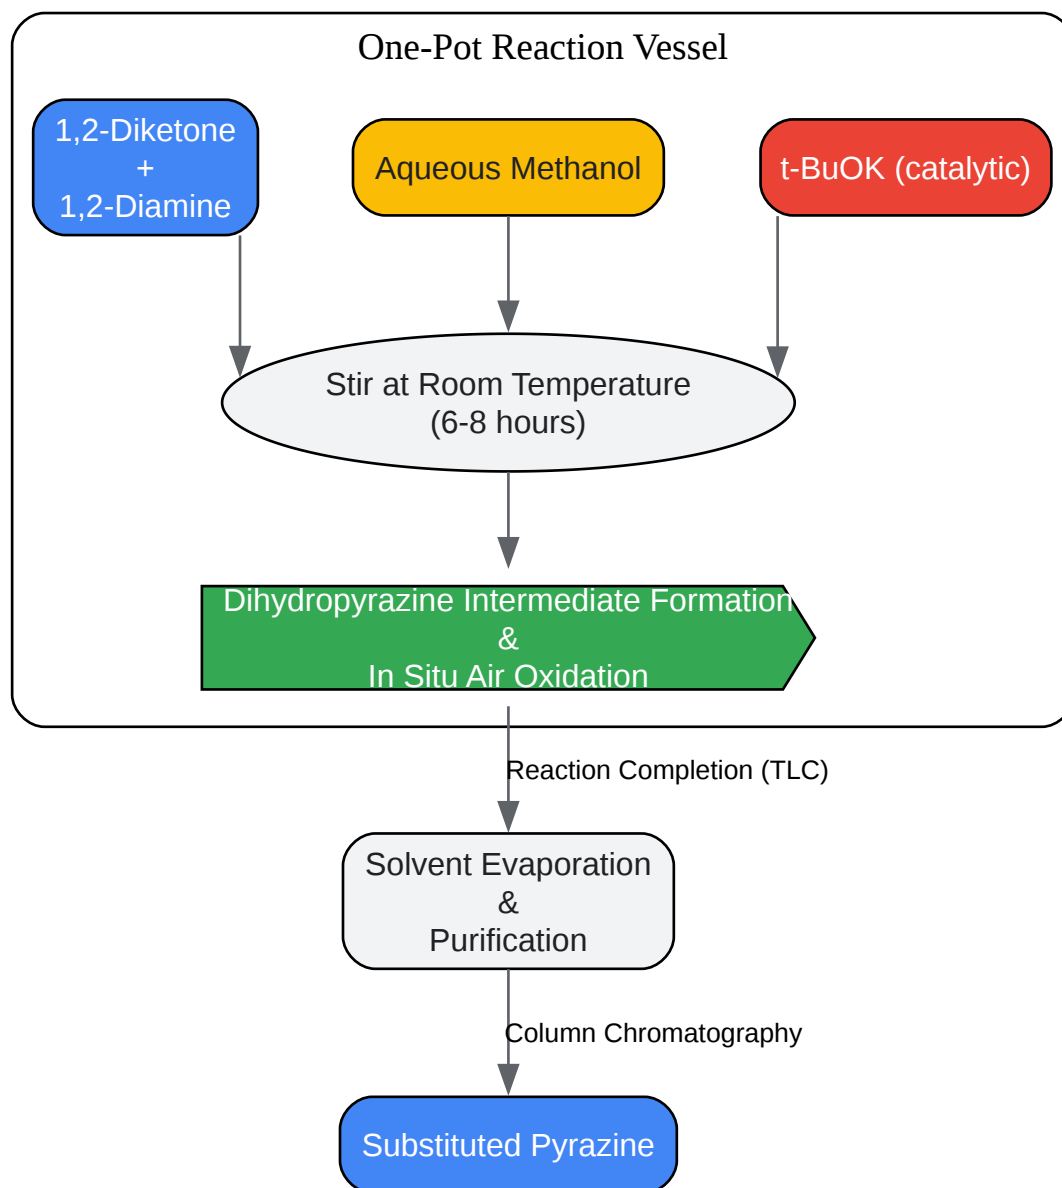 One-Pot Reaction Vessel
1,2-Diketone
+
1,2-Diamine
Aqueous Methanol
t-BuOK (catalytic)
Stir at Room Temperature
(6-8 hours)
Dihydropyrazine Intermediate Formation
&
In Situ Air Oxidation
Reaction Completion (TLC)
Solvent Evaporation
&
Purification
Column Chromatography
Substituted Pyrazine